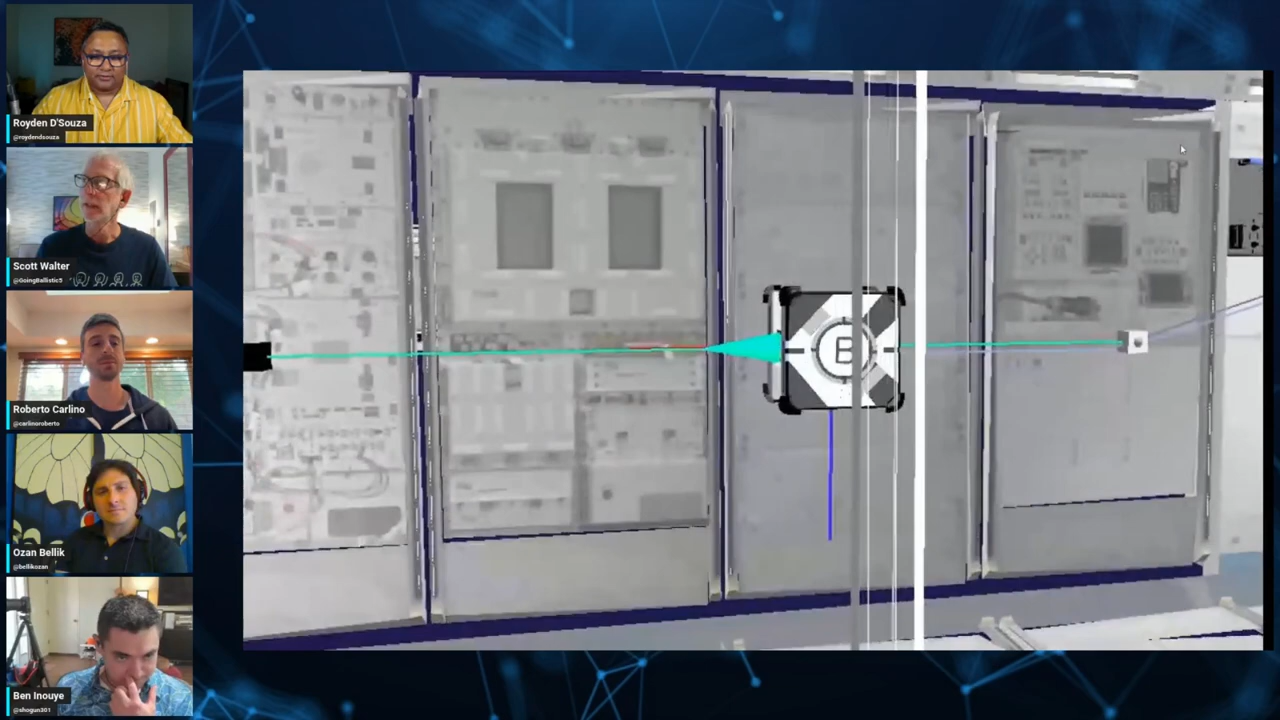 Royden D'Souza
@roydendsouza
Scott Walter
@GoingBallistic5
Roberto Carlino
@carlinoroberto
Ozan Bellik
@bellikozan
Ben Inouye
@shogun301
B